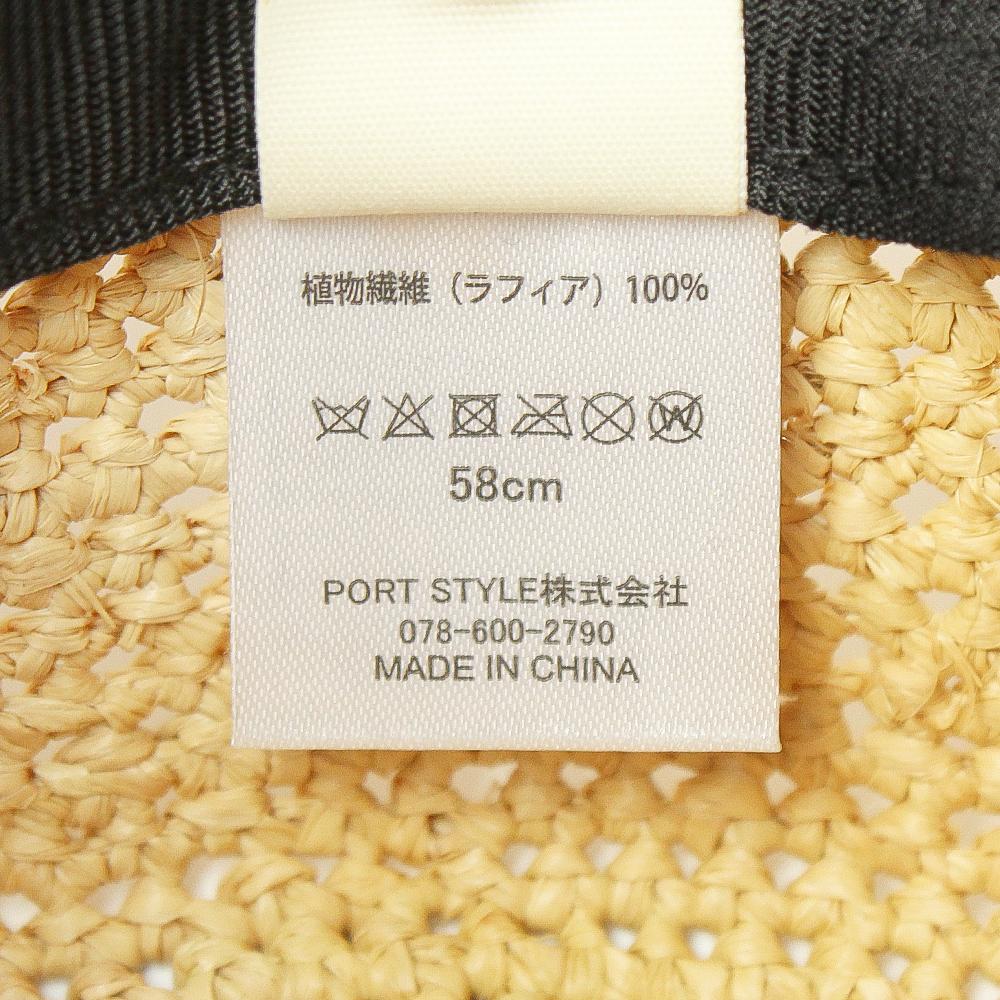 植物繊維（ラフィア）100%
W
58cm
PORT STYLE株式会社
078-600-2790
MADE IN CHINA